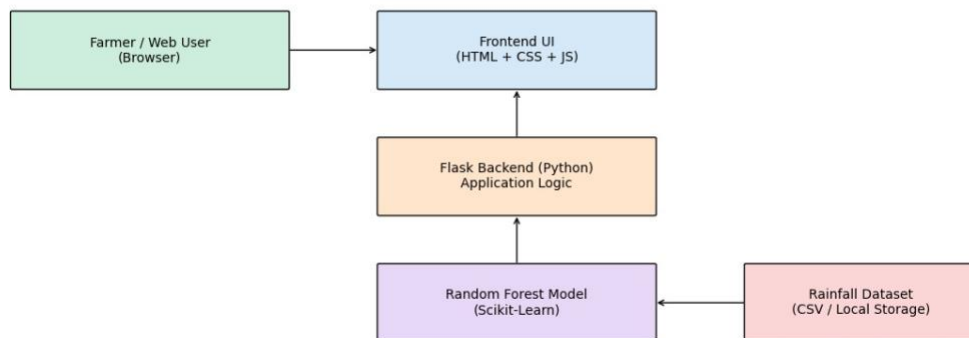 Farmer / Web User
(Browser)
Frontend UI
(HTML + CSS + JS)
Flask Backend (Python)
Application Logic
Random Forest Model
(Scikit-Learn)
Rainfall Dataset
(CSV / Local Storage)